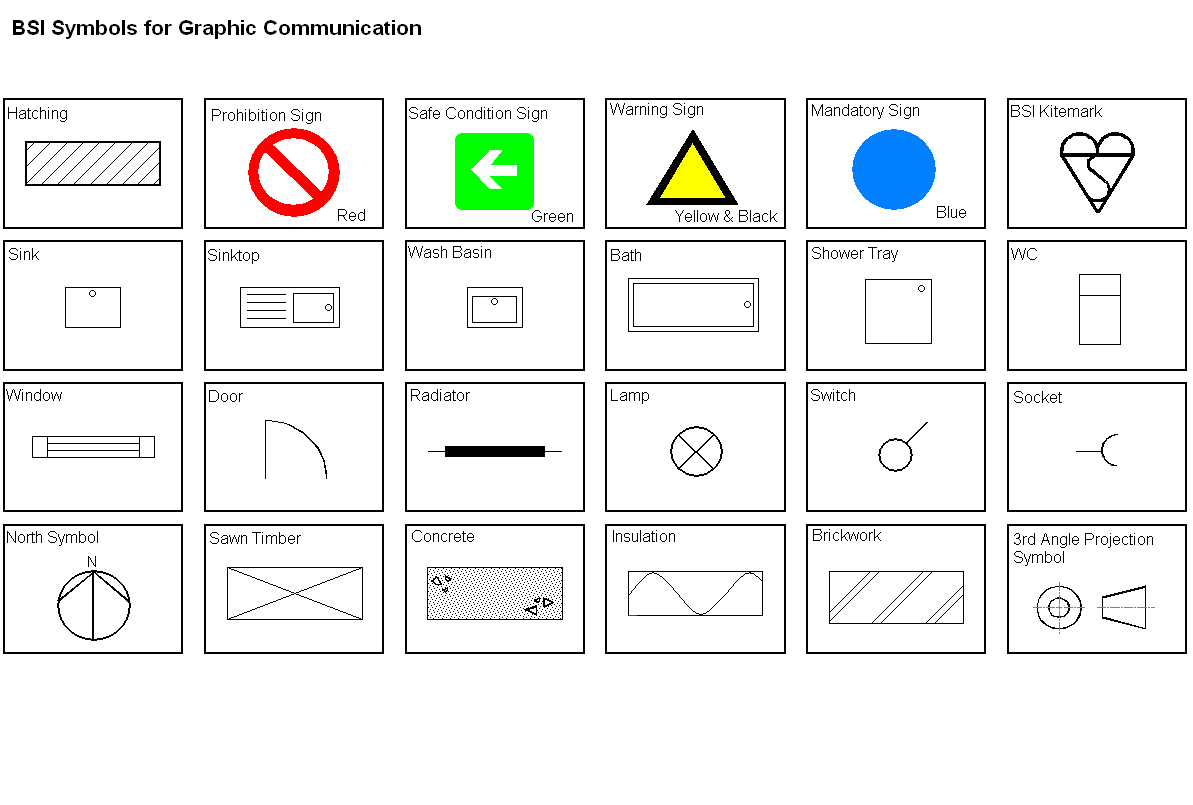 BSI Symbols for Graphic Communication
Hatching
Prohibition Sign
Red
Safe Condition Sign
Green
Warning Sign
Yellow & Black
Mandatory Sign
Blue
BSI Kitemark
Sink
Sinktop
Wash Basin
Bath
Shower Tray
WC
Window
Door
Radiator
Lamp
Switch
Socket
North Symbol
N
Sawn Timber
Concrete
Insulation
Brickwork
3rd Angle Projection
Symbol